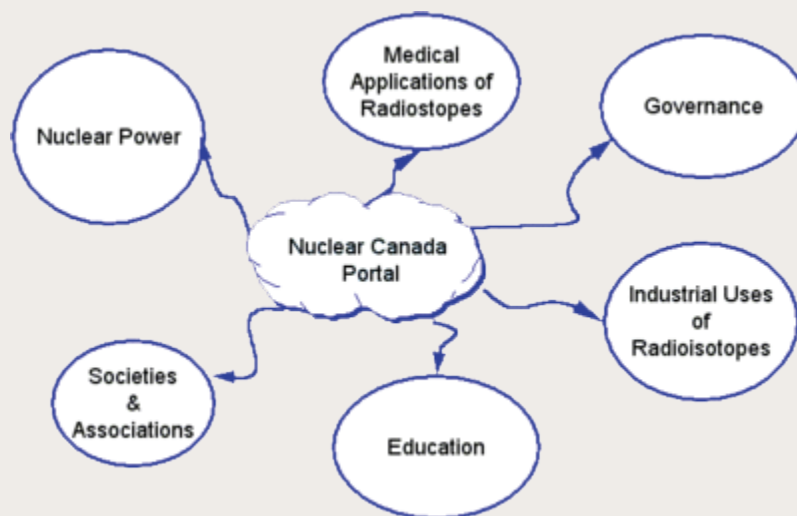 Medical
Applications of
Radiostopes
Nuclear Power
Governance
Nuclear Canada
Portal
Industrial Uses
of
Radioisotopes
Societies
&
Associations
Education